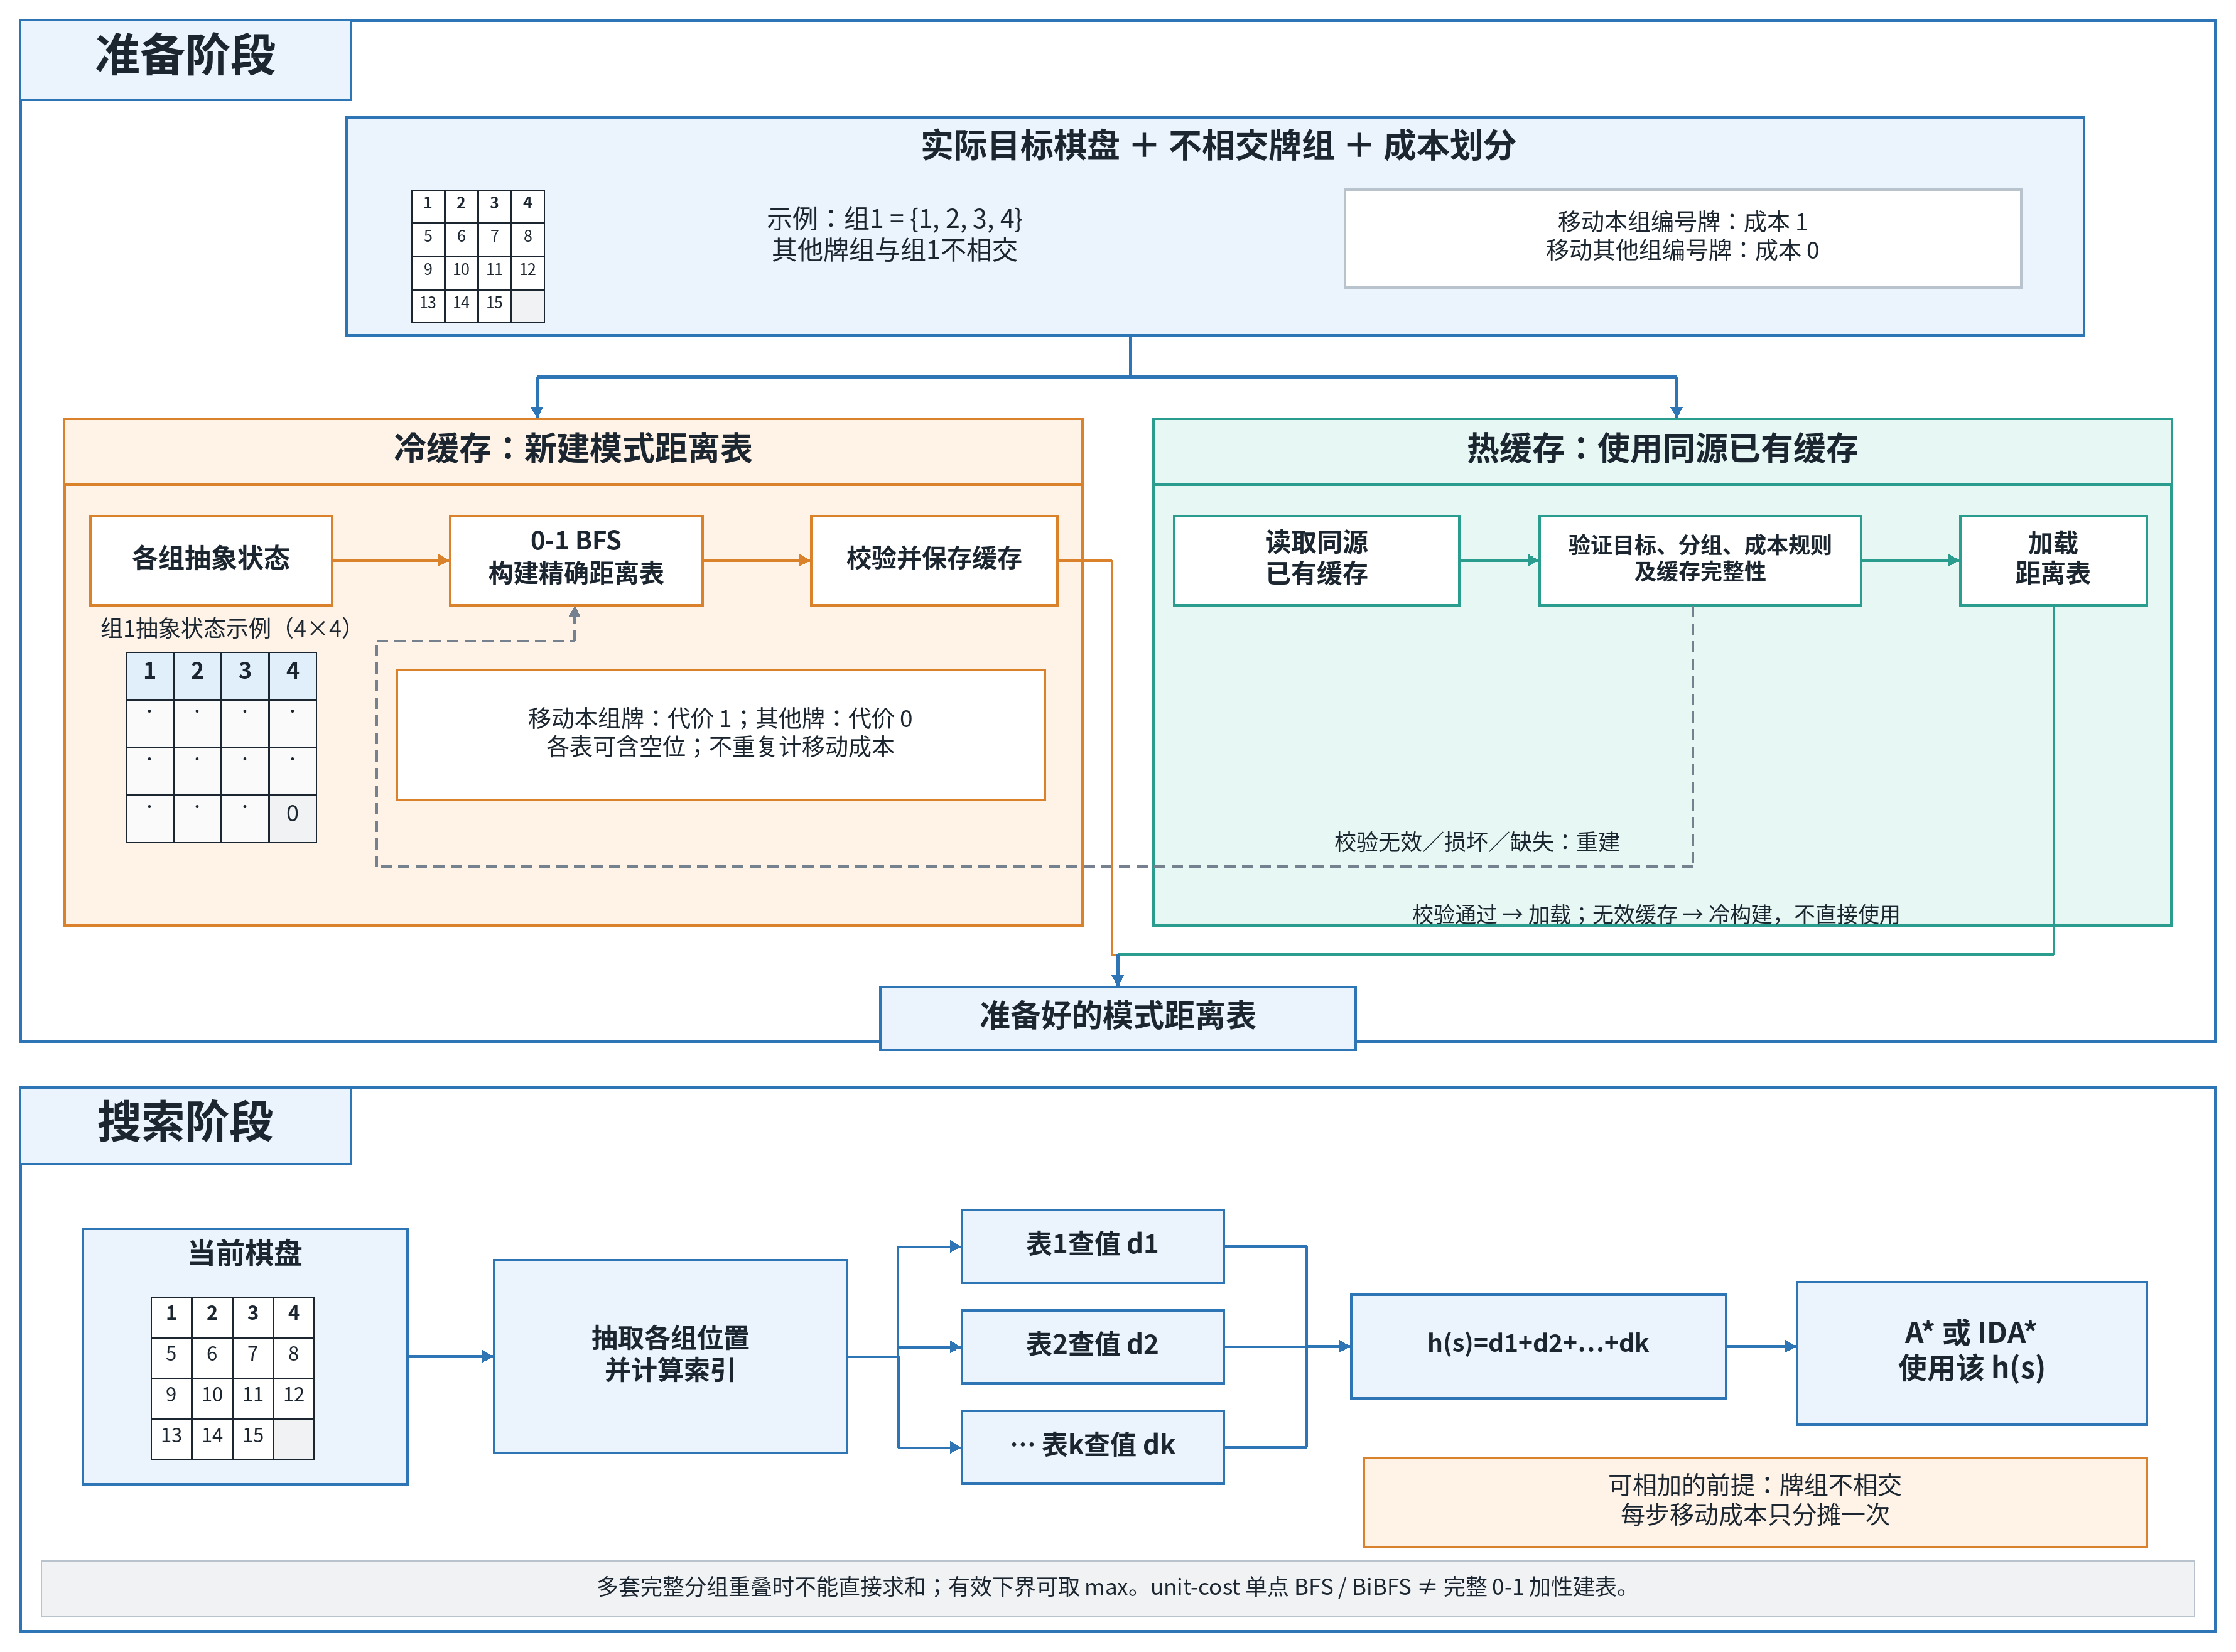 准备阶段
实际目标棋盘 ＋ 不相交牌组 ＋ 成本划分
1 2 3 4
5 6 7 8
9 10 11 12
13 14 15
示例：组1 = {1, 2, 3, 4}
其他牌组与组1不相交
移动本组编号牌：成本 1
移动其他组编号牌：成本 0
冷缓存：新建模式距离表
各组抽象状态
0-1 BFS
构建精确距离表
校验并保存缓存
组1抽象状态示例（4×4）
1 2 3 4
· · · ·
· · · ·
· · · 0
移动本组牌：代价 1；其他牌：代价 0
各表可含空位；不重复计移动成本
热缓存：使用同源已有缓存
读取同源
已有缓存
验证目标、分组、成本规则
及缓存完整性
加载
距离表
校验无效／损坏／缺失：重建
校验通过 → 加载；无效缓存 → 冷构建，不直接使用
准备好的模式距离表
搜索阶段
当前棋盘
1 2 3 4
5 6 7 8
9 10 11 12
13 14 15
抽取各组位置
并计算索引
表1查值 d1
表2查值 d2
… 表k查值 dk
h(s)=d1+d2+…+dk
A* 或 IDA*
使用该 h(s)
可相加的前提：牌组不相交
每步移动成本只分摊一次
多套完整分组重叠时不能直接求和；有效下界可取 max。unit-cost 单点 BFS / BiBFS ≠ 完整 0-1 加性建表。